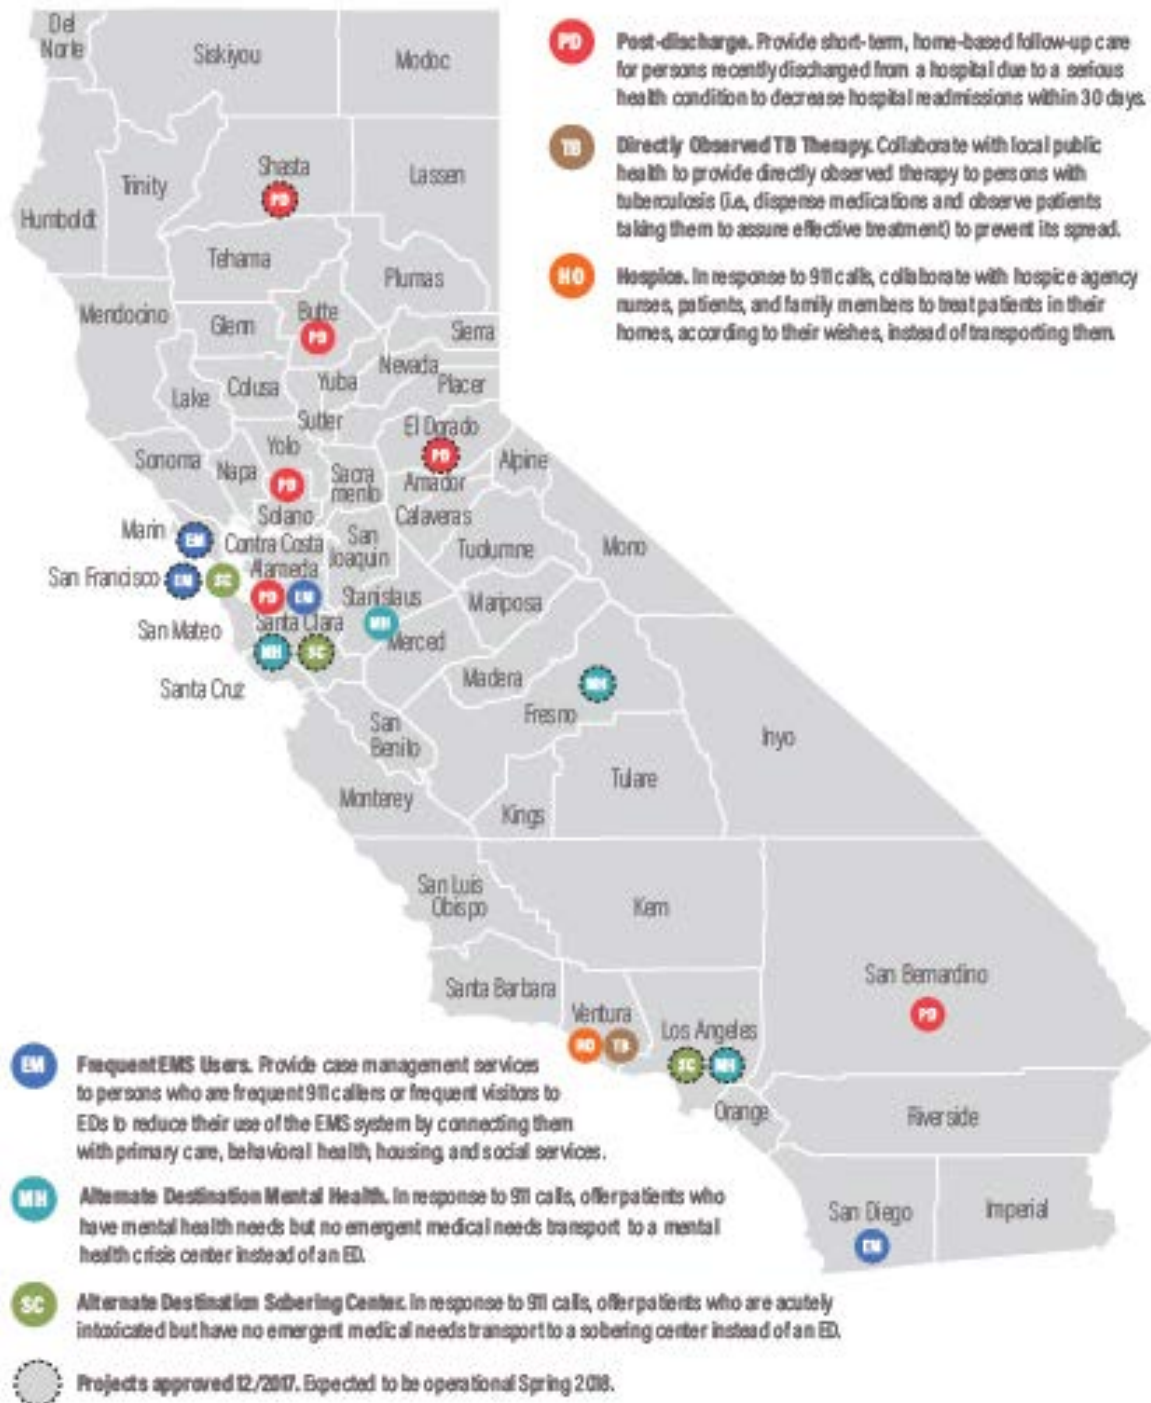 Del
Norte
Siskiyou
Modoc
PD
Post-discharge. Provide short-term, home-based follow-up care
for persons recently discharged from a hospital due to a serious
health condition to decrease hospital readmissions within 30 days.
TB
Directly Observed TB Therapy. Collaborate with local public
health to provide directly observed therapy to persons with
tuberculosis (i.e., dispense medications and observe patients
taking them to assure effective treatment) to prevent its spread.
HO
Hospice. In response to 911 calls, collaborate with hospice agency
nurses, patients, and family members to treat patients in their
homes, according to their wishes, instead of transporting them.
Humboldt
Trinity
Shasta
PD
Lassen
Tehama
Plumas
Mendocino
Glenn
Butte
PD
Sierra
Lake
Colusa
Yuba
Nevada
Placer
Sutter
El Dorado
PD
Sonoma
Napa
Yolo
PD
Sacra
mento
Amador
Alpine
Solano
Calaveras
Marin
EM
Contra Costa
San
Joaquin
Tuolumne
Mono
San Francisco
EM
SC
Alameda
PD
EM
Stanislaus
MH
Mariposa
San Mateo
Santa Clara
MH
SC
Merced
Santa Cruz
Madera
MH
Fresno
San
Benito
Inyo
Monterey
Kings
Tulare
San Luis
Obispo
Kern
Santa Barbara
Ventura
HO
TB
Los Angeles
SC
MH
San Bernardino
PD
Orange
Riverside
San Diego
EM
Imperial
EM
Frequent EMS Users. Provide case management services
to persons who are frequent 911 callers or frequent visitors to
EDs to reduce their use of the EMS system by connecting them
with primary care, behavioral health, housing, and social services.
MH
Alternate Destination Mental Health. In response to 911 calls, offer patients who
have mental health needs but no emergent medical needs transport to a mental
health crisis center instead of an ED.
SC
Alternate Destination Sobering Center. In response to 911 calls, offer patients who are acutely
intoxicated but have no emergent medical needs transport to a sobering center instead of an ED.
Projects approved 12/2017. Expected to be operational Spring 2018.